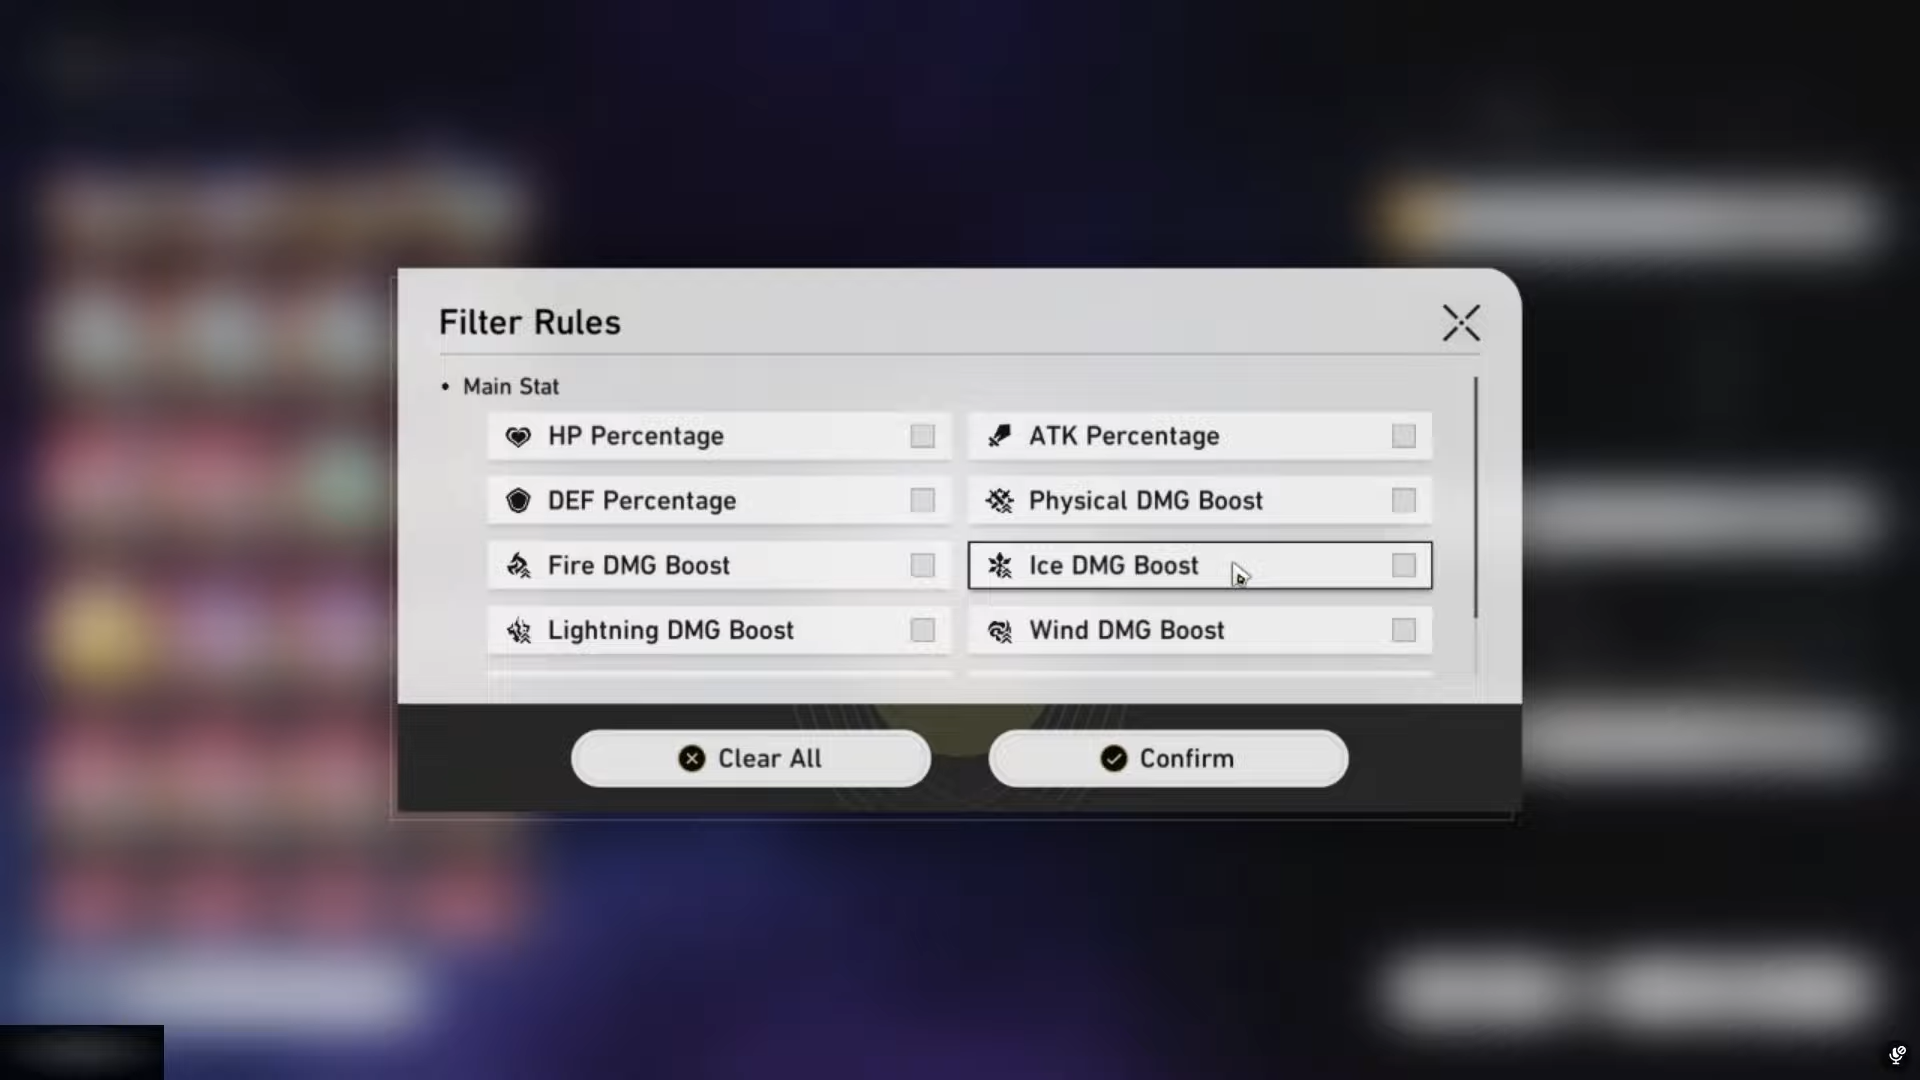 Filter Rules
• Main Stat
HP Percentage
ATK Percentage
DEF Percentage
Physical DMG Boost
Fire DMG Boost
Ice DMG Boost
Lightning DMG Boost
Wind DMG Boost
Clear All
Confirm